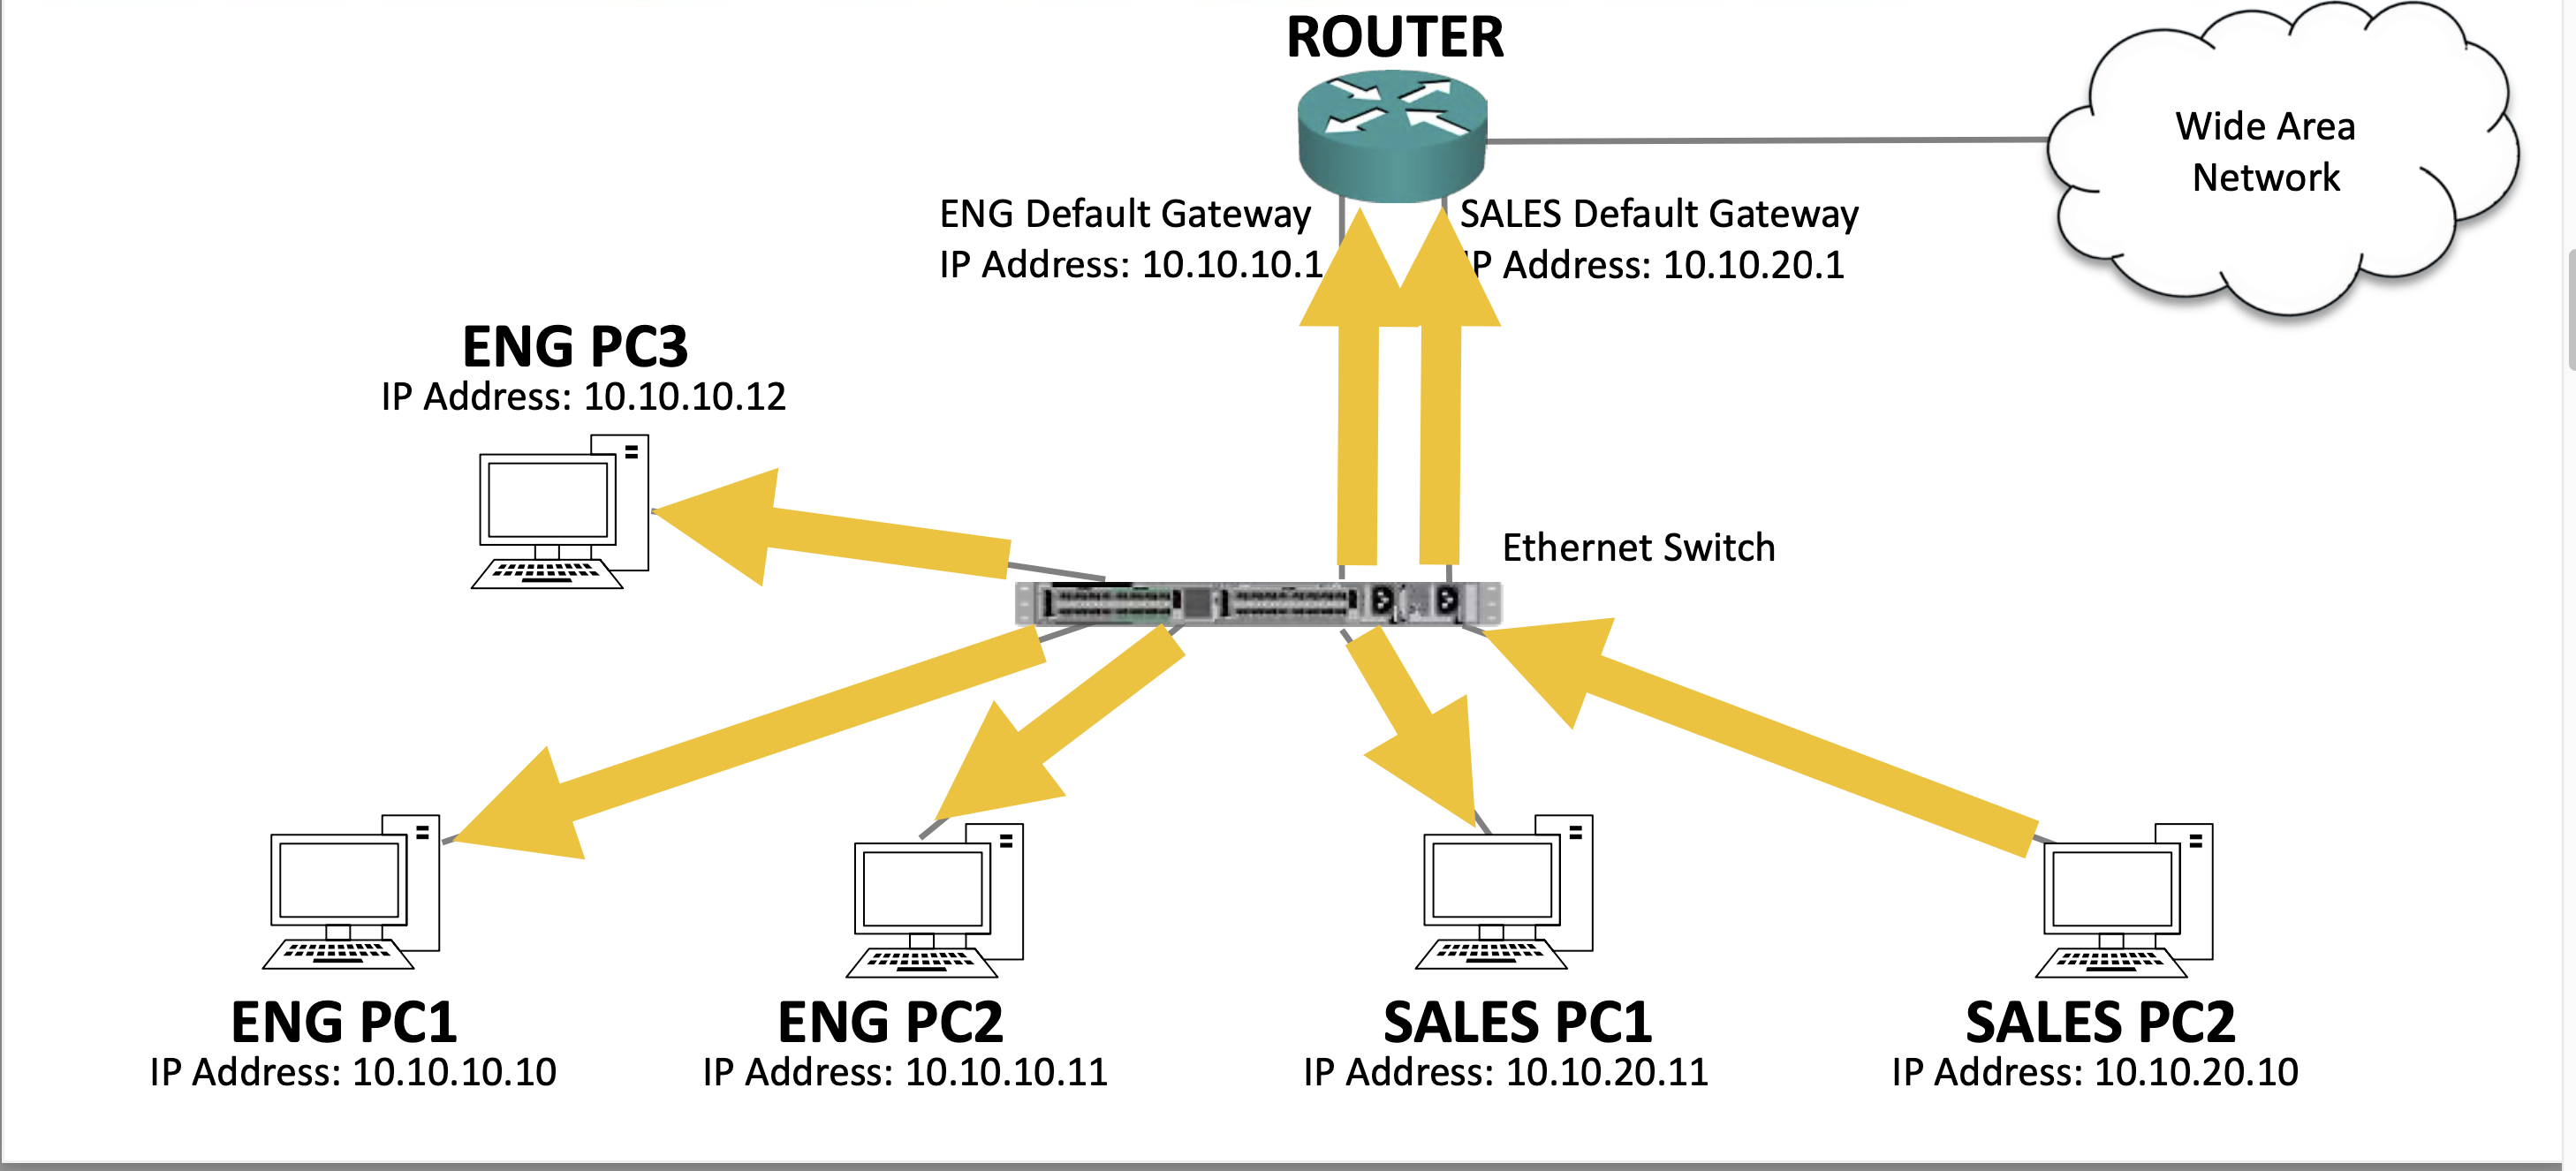 ROUTER
Wide Area
Network
ENG Default Gateway
IP Address: 10.10.10.1
SALES Default Gateway
IP Address: 10.10.20.1
ENG PC3
IP Address: 10.10.10.12
Ethernet Switch
ENG PC1
IP Address: 10.10.10.10
ENG PC2
IP Address: 10.10.10.11
SALES PC1
IP Address: 10.10.20.11
SALES PC2
IP Address: 10.10.20.10